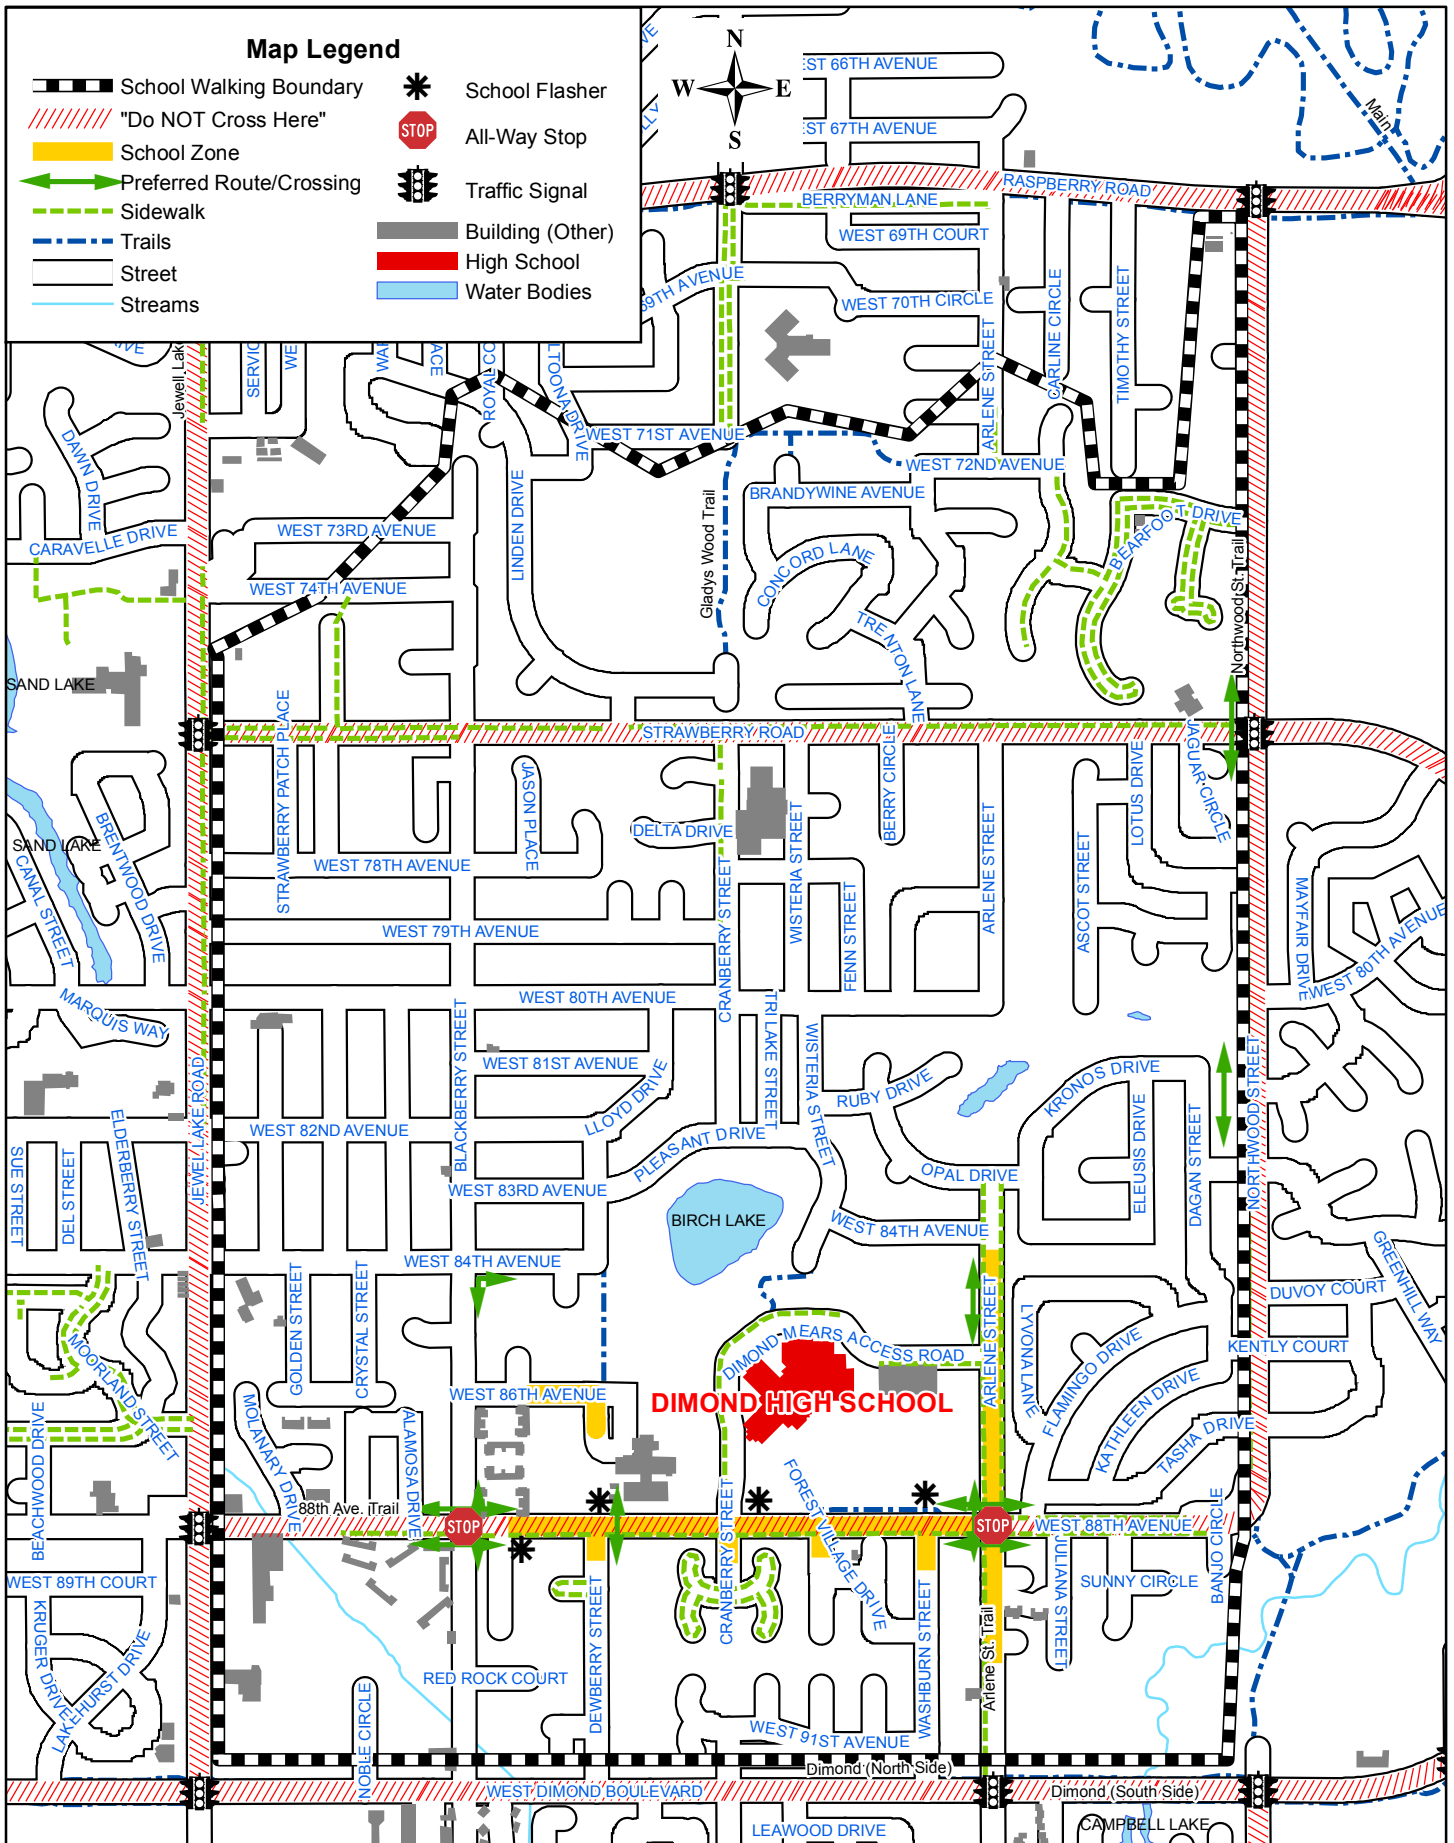 Map Legend
School Walking Boundary
"Do NOT Cross Here"
School Zone
Preferred Route/Crossing
Sidewalk
Trails
Street
Streams
School Flasher
STOP
All-Way Stop
Traffic Signal
Building (Other)
High School
Water Bodies
N
W E
S
EST 66TH AVENUE
EST 67TH AVENUE
Main
RASPBERRY ROAD
BERRYMAN LANE
WEST 69TH COURT
69TH AVENUE
WEST 70TH CIRCLE
ARLENE STREET
CARLINE CIRCLE
TIMOTHY STREET
Jewell Lake
SERVIC
WE
WAR
ACE
ROYAL CO
LTOONA DRIVE
WEST 71ST AVENUE
WEST 72ND AVENUE
DAWN DRIVE
CARAVELLE DRIVE
WEST 73RD AVENUE
LINDEN DRIVE
BRANDYWINE AVENUE
BEARFOOT DRIVE
Gladys Wood Trail
CONCORD LANE
WEST 74TH AVENUE
TRENTON LANE
Northwood St. Trail
SAND LAKE
STRAWBERRY PATCH PLACE
STRAWBERRY ROAD
BERRY CIRCLE
JAGUAR CIRCLE
LOTUS DRIVE
JASON PLACE
DELTA DRIVE
WISTERIA STREET
ARLENE STREET
ASCOT STREET
BRENTWOOD DRIVE
SAND LAKE
CANAL STREET
WEST 78TH AVENUE
CRANBERRY STREET
FENN STREET
MAYFAIR DRIVE
WEST 80TH AVENUE
WEST 79TH AVENUE
WEST 80TH AVENUE
MARQUIS WAY
BLACKBERRY STREET
TRI LAKE STREET
WISTERIA STREET
WEST 81ST AVENUE
LLOYD DRIVE
RUBY DRIVE
KRONOS DRIVE
NORTHWOOD STREET
JEWEL LAKE ROAD
ELDERBERRY STREET
WEST 82ND AVENUE
PLEASANT DRIVE
OPAL DRIVE
ELEUSIS DRIVE
DAGAN STREET
SUE STREET
DEL STREET
WEST 83RD AVENUE
BIRCH LAKE
WEST 84TH AVENUE
GREENHILL WAY
WEST 84TH AVENUE
GOLDEN STREET
CRYSTAL STREET
ARLENE STREET
LYVONA LANE
DUVOY COURT
MOORLAND STREET
DIMOND MEARS ACCESS ROAD
FLAMINGO DRIVE
KENTLY COURT
WEST 86TH AVENUE
DIMOND HIGH SCHOOL
KATHLEEN DRIVE
TASHA DRIVE
BEACHWOOD DRIVE
MOLANARY DRIVE
ALAMOSA DRIVE
88th Ave. Trail
FOREST VILLAGE DRIVE
CRANBERRY STREET
STOP
STOP
WEST 88TH AVENUE
BANJO CIRCLE
JULIANA STREET
WEST 89TH COURT
SUNNY CIRCLE
KRUGER DRIVE
LAKEHURST DRIVE
DEWBERRY STREET
WASHBURN STREET
Arlene St. Trail
RED ROCK COURT
NOBLE CIRCLE
WEST 91ST AVENUE
Dimond (North Side)
WEST DIMOND BOULEVARD
Dimond (South Side)
LEAWOOD DRIVE
CAMPBELL LAKE